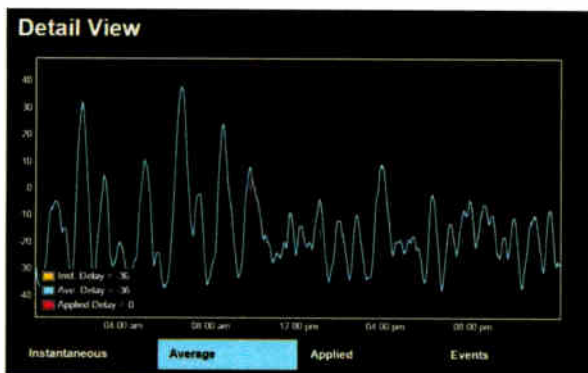 Detail View
40
30
20
10
0
-10
-20
-30
-40
Inst. Delay = -36
Ave. Delay = -36
Applied Delay = 0
04:00 am
08:00 am
12:00 pm
04:00 pm
08:00 pm
Instantaneous
Average
Applied
Events